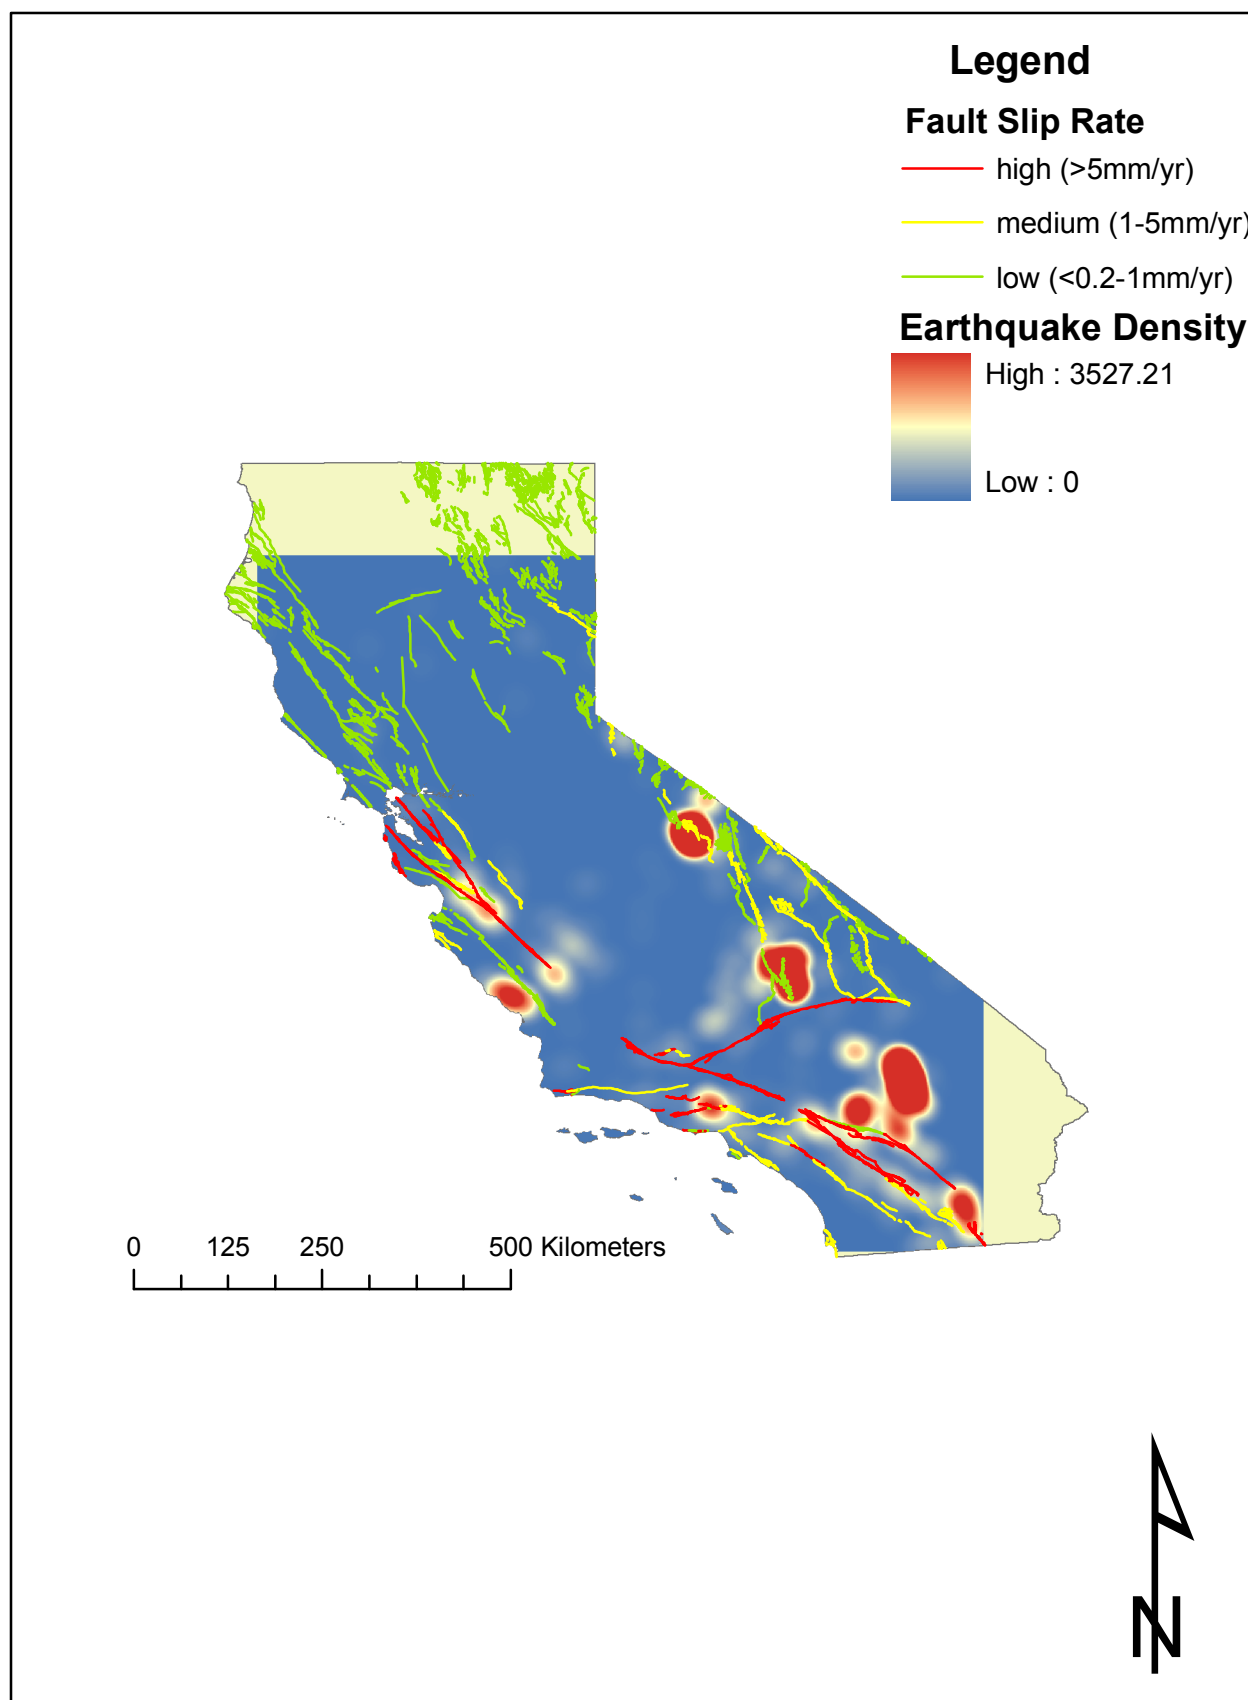 Legend
Fault Slip Rate
high (>5mm/yr)
medium (1-5mm/yr)
low (<0.2-1mm/yr)
Earthquake Density
High : 3527.21
Low : 0
0 125 250 500 Kilometers
N